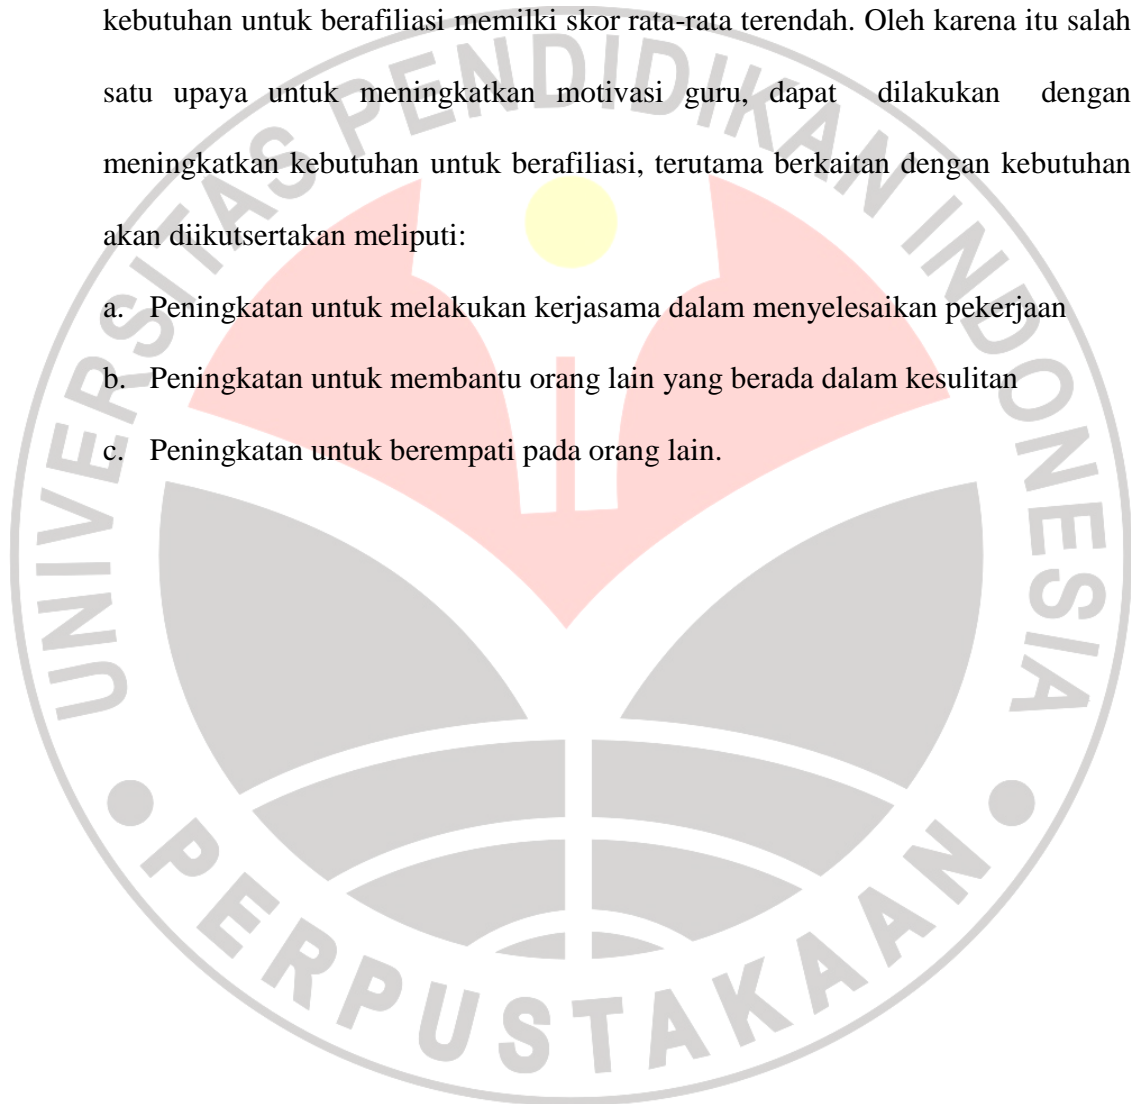 kebutuhan untuk berafiliasi memilki skor rata-rata terendah. Oleh karena itu salah
satu upaya untuk meningkatkan motivasi guru, dapat dilakukan dengan
meningkatkan kebutuhan untuk berafiliasi, terutama berkaitan dengan kebutuhan
akan diikutsertakan meliputi:
a. Peningkatan untuk melakukan kerjasama dalam menyelesaikan pekerjaan
b. Peningkatan untuk membantu orang lain yang berada dalam kesulitan
c. Peningkatan untuk berempati pada orang lain.
UNIVERSITAS PENDIDIKAN INDONESIA
PERPUSTAKAAN